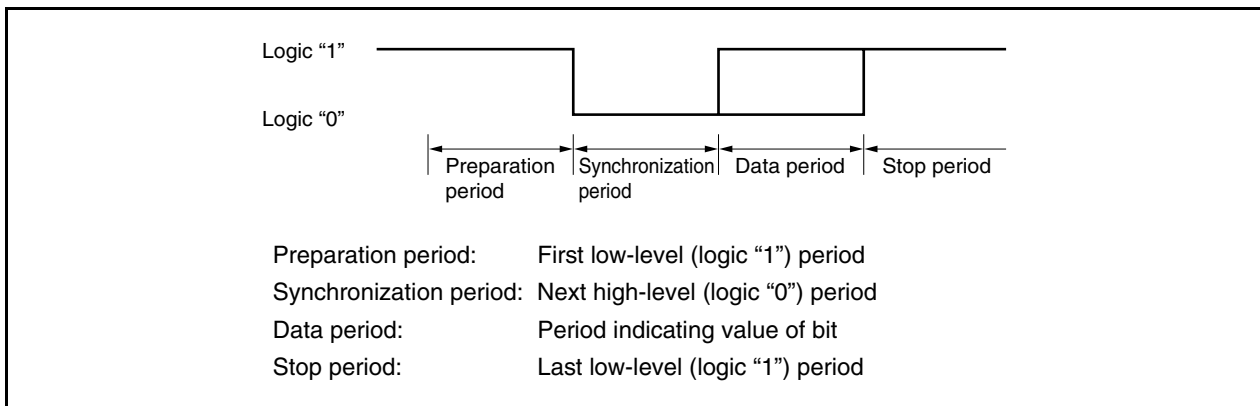 Logic “1”
Logic “0”
Preparation period
Synchronization period
Data period
Stop period
Preparation period: First low-level (logic “1”) period
Synchronization period: Next high-level (logic “0”) period
Data period: Period indicating value of bit
Stop period: Last low-level (logic “1”) period